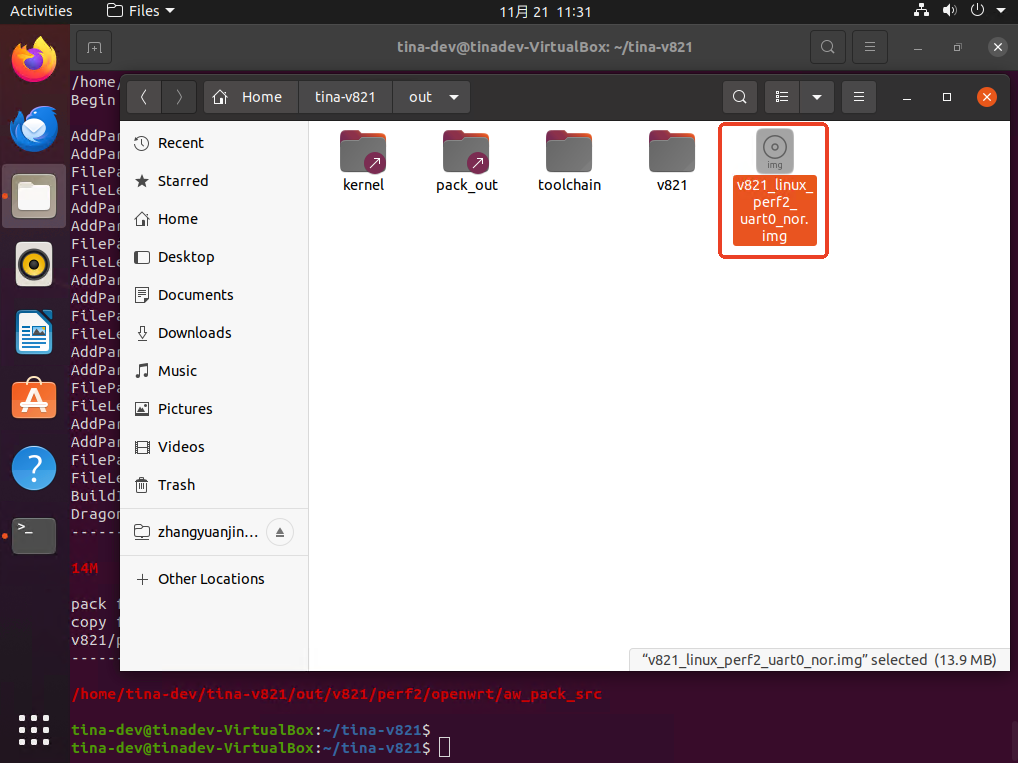 Activities Files 11月 21 11:31
tina-dev@tinadev-VirtualBox: ~/tina-v821
/home/
Begin
Home tina-v821 out
AddPar
AddPar
FilePa
FileLe
AddPar
AddPar
FilePa
FileLe
AddPar
AddPar
FilePa
FileLe
AddPar
AddPar
FilePa
FileLe
AddPar
AddPar
FilePa
FileLe
BuildI
Dragon
--
14M
pack f
copy f
v821/p
--
Recent
Starred
Home
Desktop
Documents
Downloads
Music
Pictures
Videos
Trash
zhangyuanjin…
Other Locations
kernel
pack_out
toolchain
v821
img
v821_linux_
perf2_
uart0_nor.
img
“v821_linux_perf2_uart0_nor.img” selected (13.9 MB)
/home/tina-dev/tina-v821/out/v821/perf2/openwrt/aw_pack_src
tina-dev@tinadev-VirtualBox:~/tina-v821$
tina-dev@tinadev-VirtualBox:~/tina-v821$